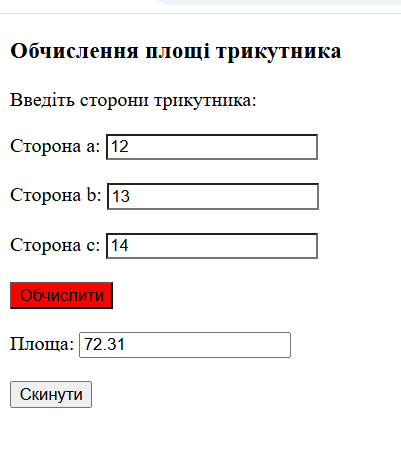 Обчислення площі трикутника
Введіть сторони трикутника:
Сторона a: 12
Сторона b: 13
Сторона c: 14
Обчислити
Площа: 72.31
Скинути